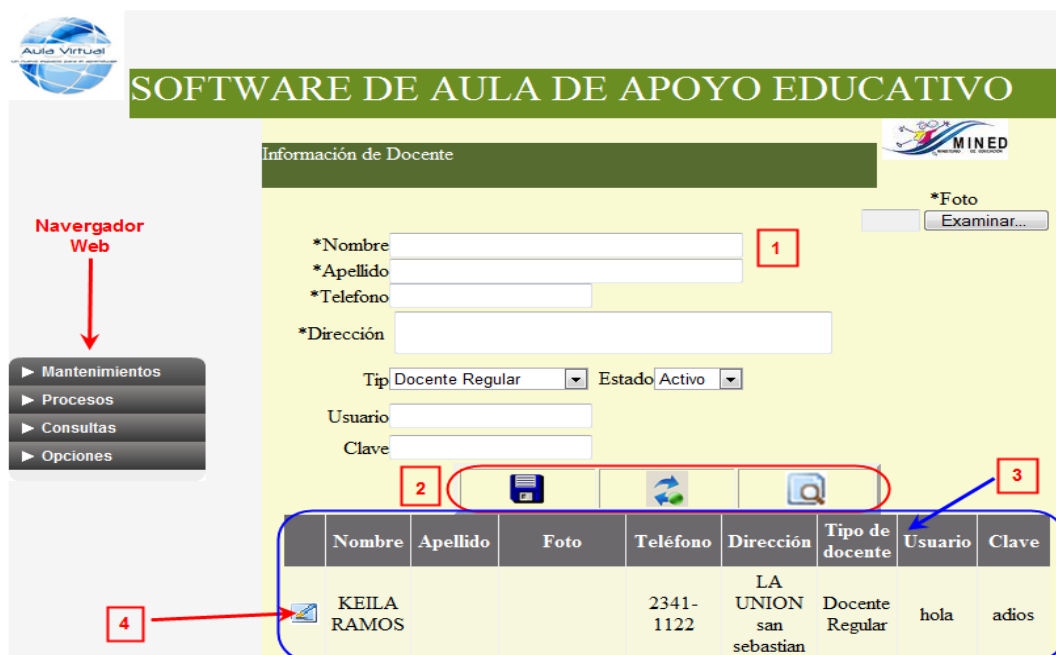 Aula Virtual
SOFTWARE DE AULA DE APOYO EDUCATIVO
MINED
Información de Docente
*Foto
Examinar...
Navergador
Web
*Nombre
1
*Apellido
*Telefono
*Dirección
Mantenimientos
Procesos
Consultas
Opciones
Tip Docente Regular Estado Activo
Usuario
Clave
2
3
Nombre Apellido Foto Teléfono Dirección Tipo de docente Usuario Clave
4
KEILA RAMOS 2341-1122 LA UNION san sebastian Docente Regular hola adios